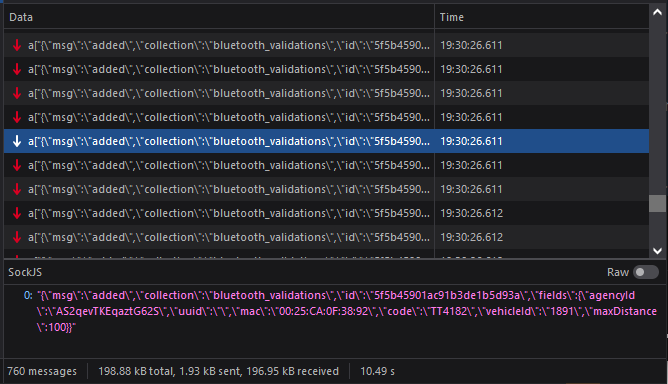 Data Time
a["{\"msg\":\"added\",\"collection\":\"bluetooth_validations\",\"id\":\"5f5b4590... 19:30:26.611
a["{\"msg\":\"added\",\"collection\":\"bluetooth_validations\",\"id\":\"5f5b4590... 19:30:26.611
a["{\"msg\":\"added\",\"collection\":\"bluetooth_validations\",\"id\":\"5f5b4590... 19:30:26.611
a["{\"msg\":\"added\",\"collection\":\"bluetooth_validations\",\"id\":\"5f5b4590... 19:30:26.611
a["{\"msg\":\"added\",\"collection\":\"bluetooth_validations\",\"id\":\"5f5b4590... 19:30:26.611
a["{\"msg\":\"added\",\"collection\":\"bluetooth_validations\",\"id\":\"5f5b4590... 19:30:26.611
a["{\"msg\":\"added\",\"collection\":\"bluetooth_validations\",\"id\":\"5f5b4590... 19:30:26.611
a["{\"msg\":\"added\",\"collection\":\"bluetooth_validations\",\"id\":\"5f5b4590... 19:30:26.612
a["{\"msg\":\"added\",\"collection\":\"bluetooth_validations\",\"id\":\"5f5b4590... 19:30:26.612
SockJS Raw
0: "{\"msg\":\"added\",\"collection\":\"bluetooth_validations\",\"id\":\"5f5b45901ac91b3de1b5d93a\",\"fields\":{\"agencyId
\":\"AS2qevTKEqaztG62S\",\"uuid\":\"\",\"mac\":\"00:25:CA:0F:38:92\",\"code\":\"TT4182\",\"vehicleId\":\"1891\",\"maxDistance
\":100}}"
760 messages 198.88 kB total, 1.93 kB sent, 196.95 kB received 10.49 s